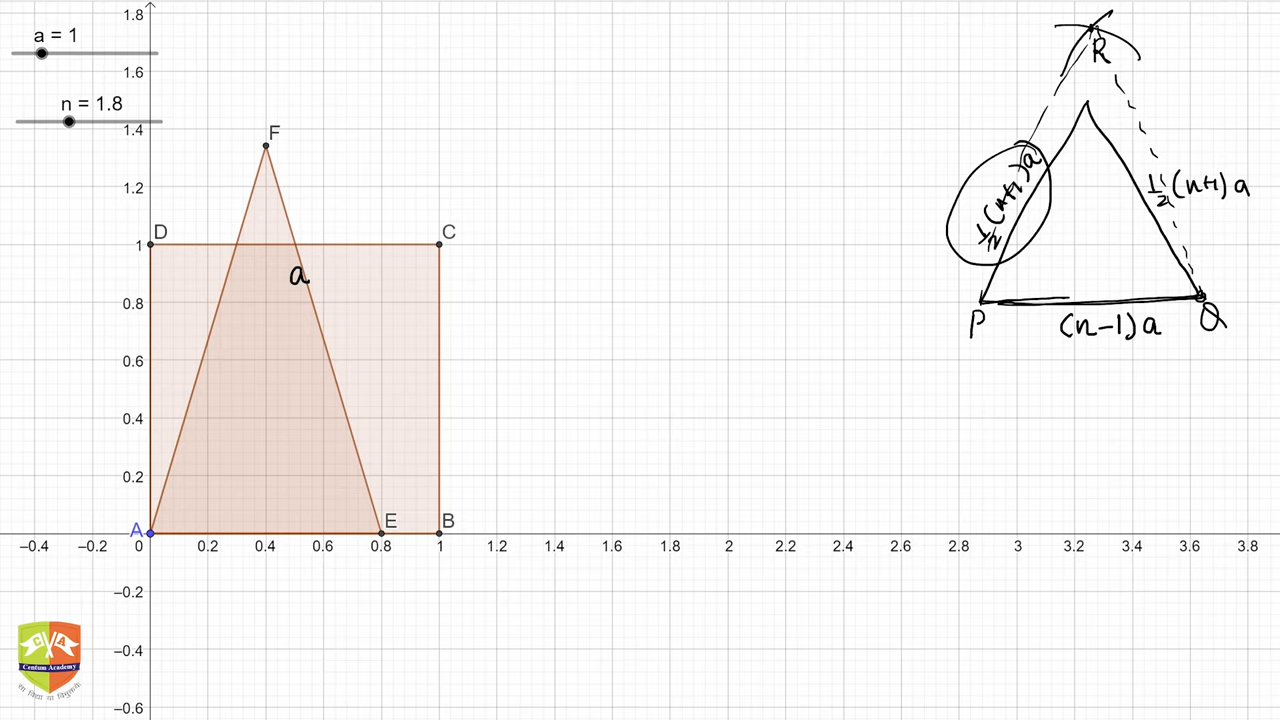 a = 1
n = 1.8
1.8
1.6
1.4
1.2
1
0.8
0.6
0.4
0.2
−0.2
−0.4
−0.6
−0.4 −0.2 0 0.2 0.4 0.6 0.8 1 1.2 1.4 1.6 1.8 2 2.2 2.4 2.6 2.8 3 3.2 3.4 3.6 3.8
F
D
C
a
A
E
B
R
½(n+1)a
½(n+1)a
P
(n−1)a
Q
C A
Centum Academy
सा विद्या या विमुक्तये